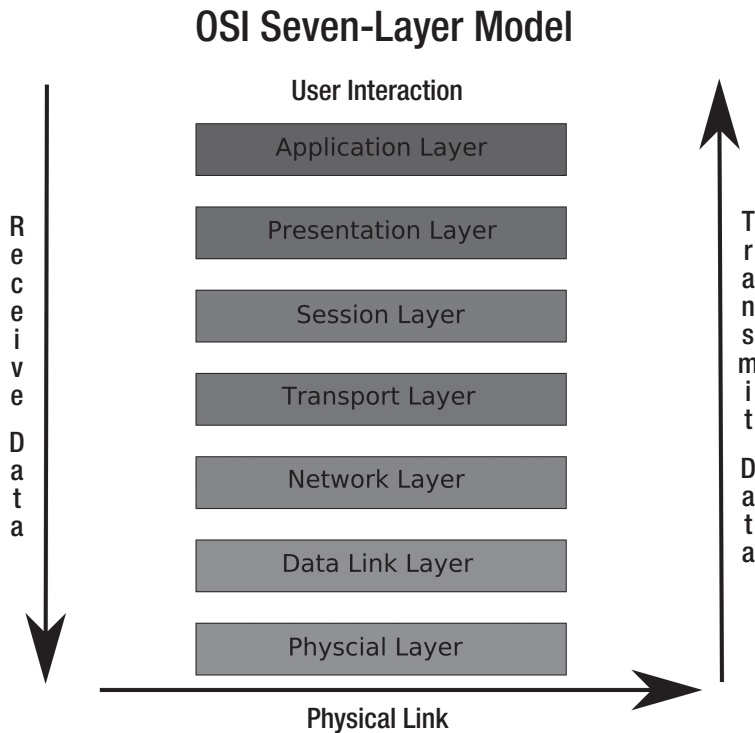 OSI Seven-Layer Model
User Interaction
Application Layer
Presentation Layer
Session Layer
Transport Layer
Network Layer
Data Link Layer
Physcial Layer
Physical Link
Receive Data
Transmit Data